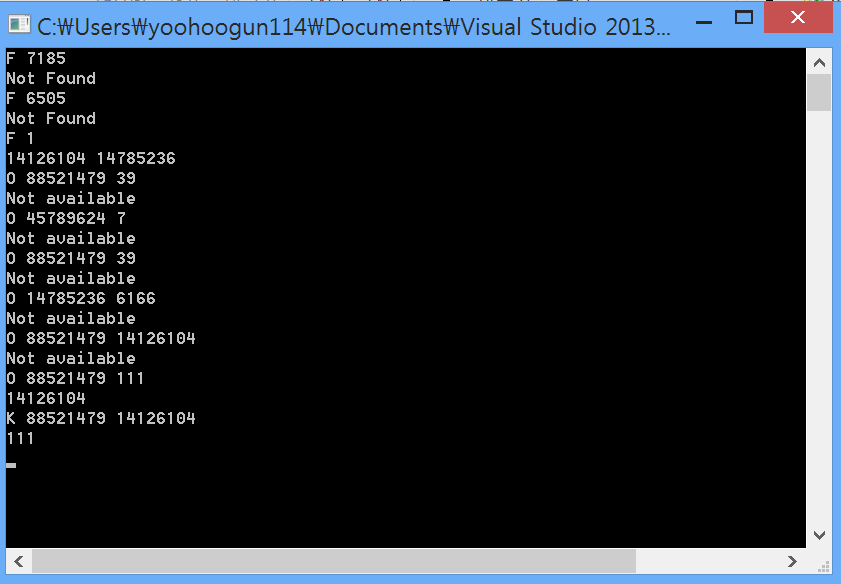 C:₩Users₩yoohoogun114₩Documents₩Visual Studio 2013...
F 7185
Not Found
F 6505
Not Found
F 1
14126104 14785236
O 88521479 39
Not available
O 45789624 7
Not available
O 88521479 39
Not available
O 14785236 6166
Not available
O 88521479 14126104
Not available
O 88521479 111
14126104
K 88521479 14126104
111